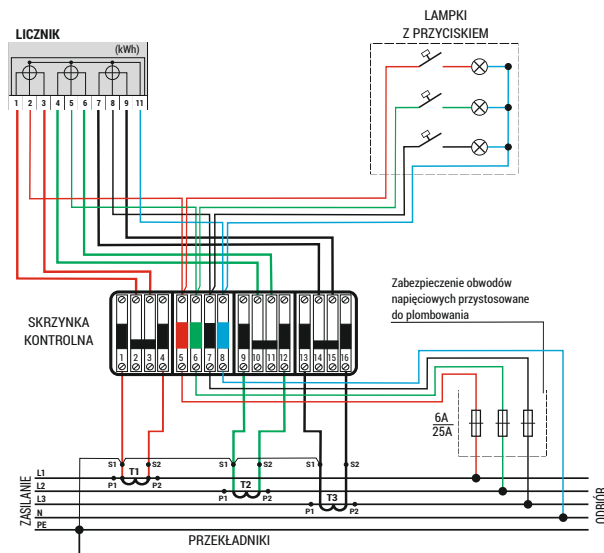 LICZNIK
(kWh)
1 2 3 4 5 6 7 8 9 11
LAMPKI
Z PRZYCISKIEM
Zabezpieczenie obwodów
napięciowych przystosowane
do plombowania
SKRZYNKA
KONTROLNA
1 2 3 4 5 6 7 8 9 10 11 12 13 14 15 16
6A
25A
S1 S2 S1 S2 S1 S2
T1
T2
T3
P1 P2
P1 P2
P1 P2
ZASILANIE
L1
L2
L3
N
PE
ODBIÓR
PRZEKŁADNIKI